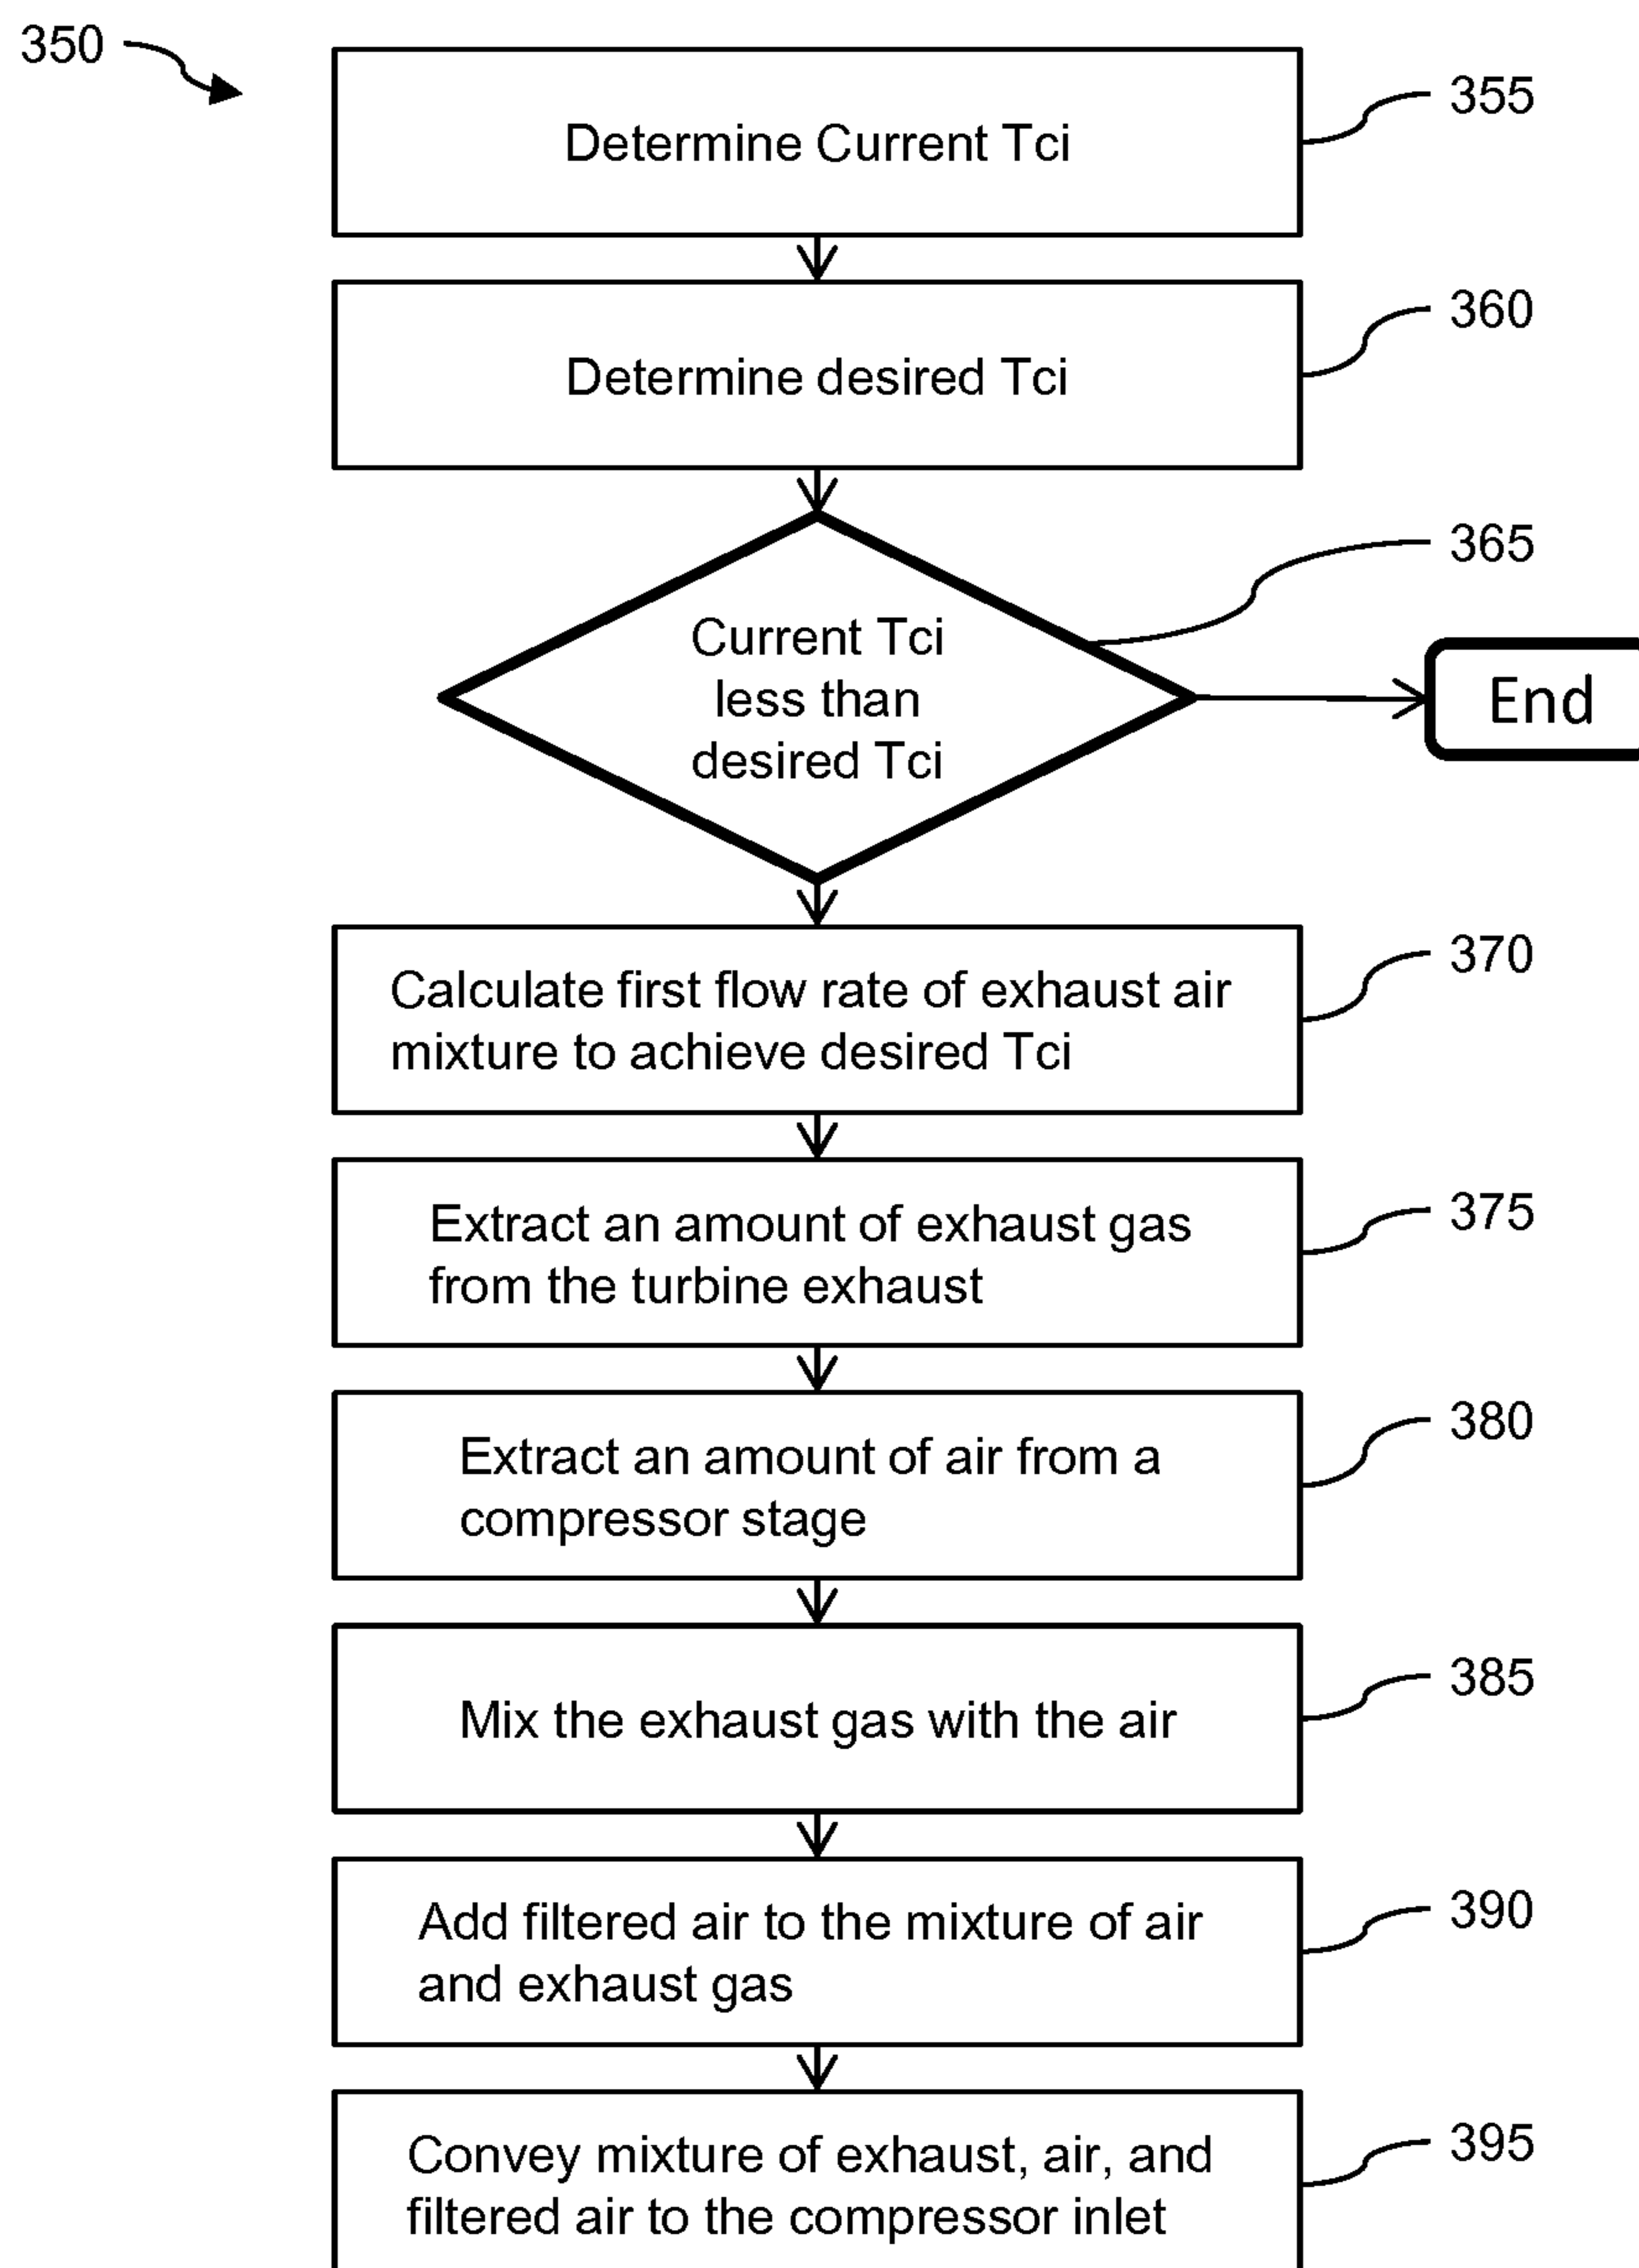 350
355
Determine Current Tci
360
Determine desired Tci
365
Current Tci
less than
desired Tci
End
370
Calculate first flow rate of exhaust air
mixture to achieve desired Tci
375
Extract an amount of exhaust gas
from the turbine exhaust
380
Extract an amount of air from a
compressor stage
385
Mix the exhaust gas with the air
390
Add filtered air to the mixture of air
and exhaust gas
395
Convey mixture of exhaust, air, and
filtered air to the compressor inlet